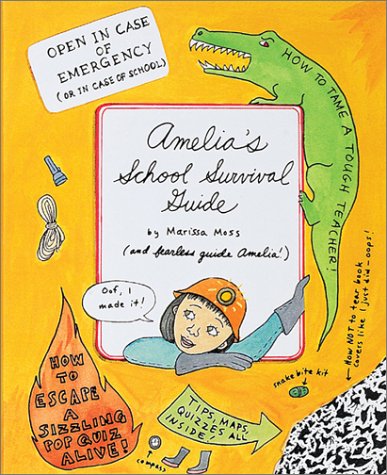 OPEN IN CASE
OF
EMERGENCY
(OR IN CASE OF SCHOOL)
HOW TO TAME A TOUGH TEACHER!
Amelia's
School Survival
Guide
by Marissa Moss
(and fearless guide Amelia!)
Oof, I
made it!
← HOW NOT to tear book
covers like I just did—oops!
HOW
TO
ESCAPE
A
SIZZLING
POP QUIZ
ALIVE!
snake bite kit
TIPS, MAPS,
QUIZZES ALL
INSIDE!
compass